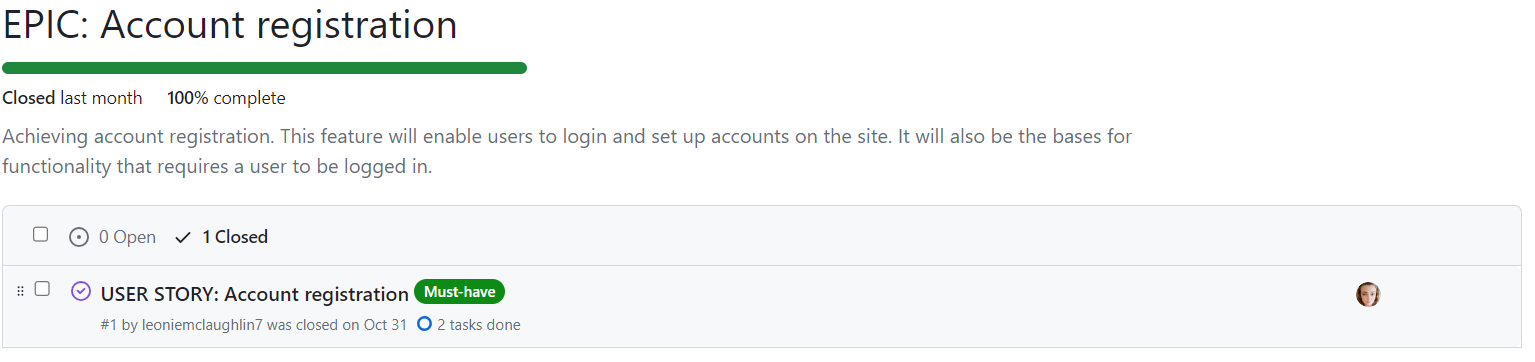 EPIC: Account registration
Closed last month 100% complete
Achieving account registration. This feature will enable users to login and set up accounts on the site. It will also be the bases for
functionality that requires a user to be logged in.
0 Open 1 Closed
USER STORY: Account registration Must-have
#1 by leoniemclaughlin7 was closed on Oct 31 2 tasks done